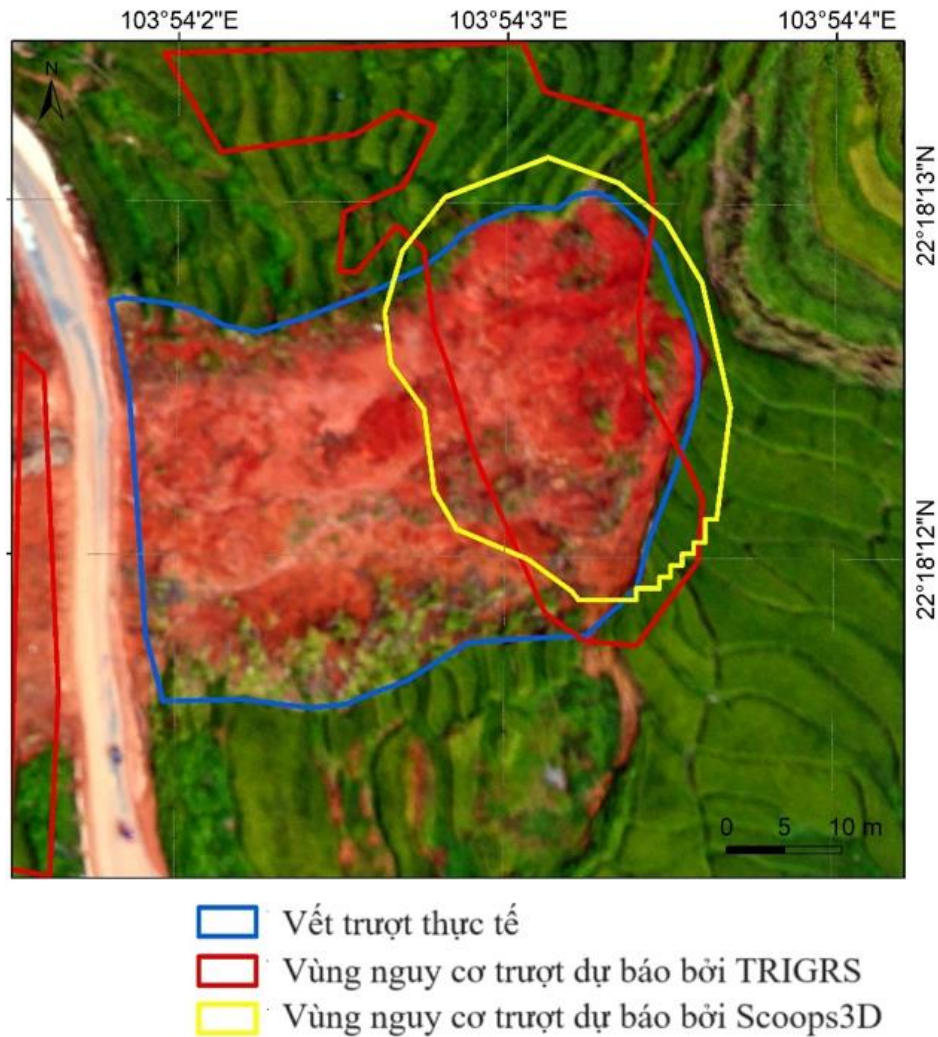 103°54'2"E 103°54'3"E 103°54'4"E
N
22°18'13"N
22°18'12"N
0 5 10 m
Vết trượt thực tế
Vùng nguy cơ trượt dự báo bởi TRIGRS
Vùng nguy cơ trượt dự báo bởi Scoops3D